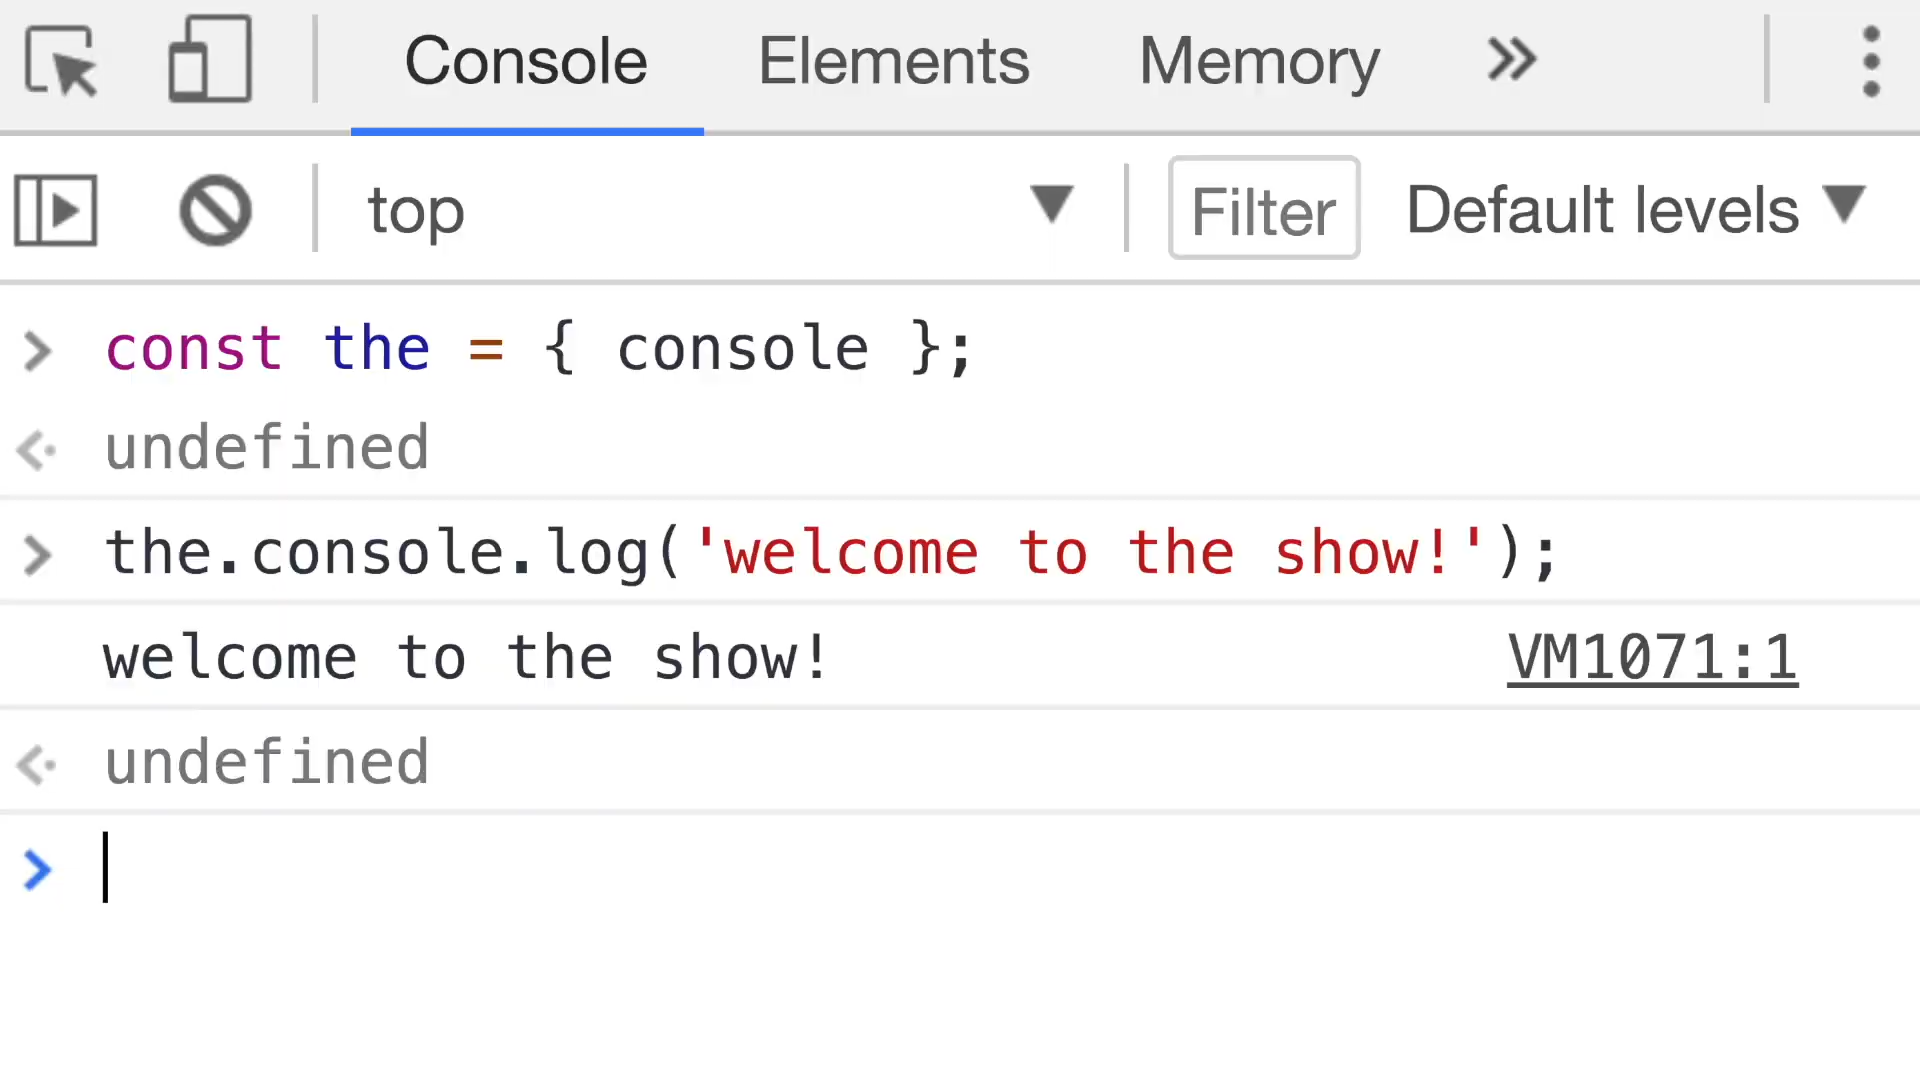 Console Elements Memory
top Filter Default levels
const the = { console };
undefined
the.console.log('welcome to the show!');
welcome to the show! VM1071:1
undefined